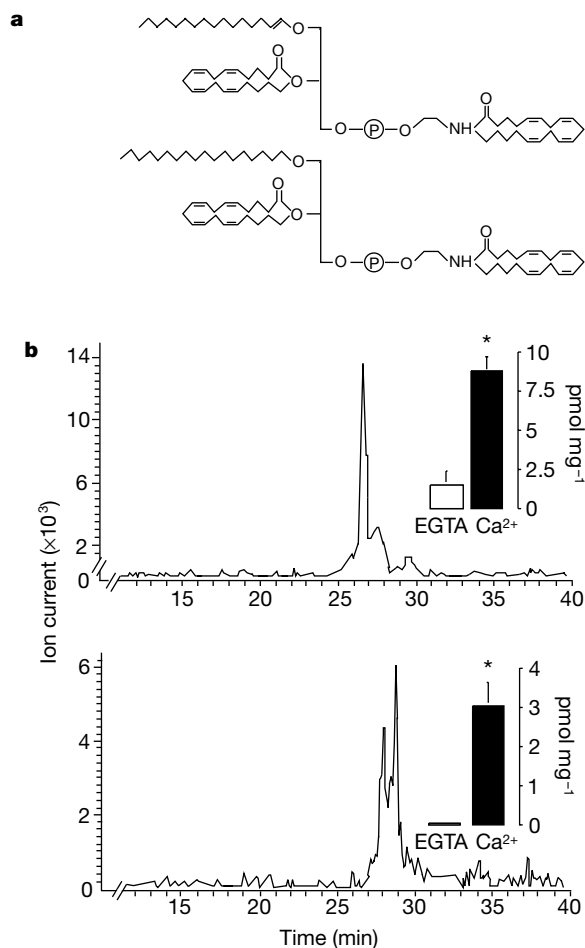 a
O
O
O
O P O NH O
O
O
O
O P O NH O
b
14
10
6
2
0
15 20 25 30 35 40
10
7.5
5
2.5
0
pmol mg⁻¹
*
EGTA Ca²⁺
Ion current (×10³)
6
4
2
0
15 20 25 30 35 40
4
3
2
1
0
pmol mg⁻¹
*
EGTA Ca²⁺
Time (min)